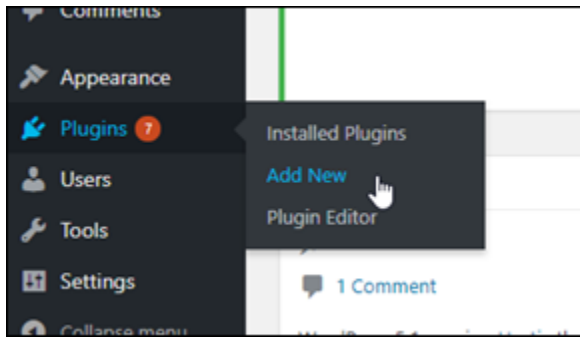 Comments
Appearance
Plugins 7
Installed Plugins
Add New
Plugin Editor
Users
Tools
Settings
1 Comment
Collapse menu